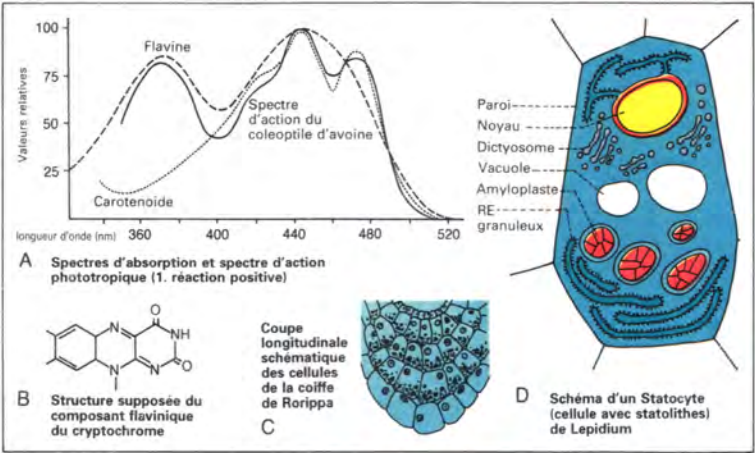 100
75
50
25
Valeurs relatives
Flavine
Spectre
d'action du
coleoptile d'avoine
Carotenoide
longueur d'onde (nm)
360
400
440
480
520
A Spectres d'absorption et spectre d'action
phototropique (1. réaction positive)
N
N
N
O
NH
O
B Structure supposée du
composant flavinique
du cryptochrome
Coupe
longitudinale
schématique
des cellules
de la coiffe
de Rorippa
C
Paroi
Noyau
Dictyosome
Vacuole
Amyloplaste
RE
granuleux
D Schéma d'un Statocyte
(cellule avec statolithes)
de Lepidium